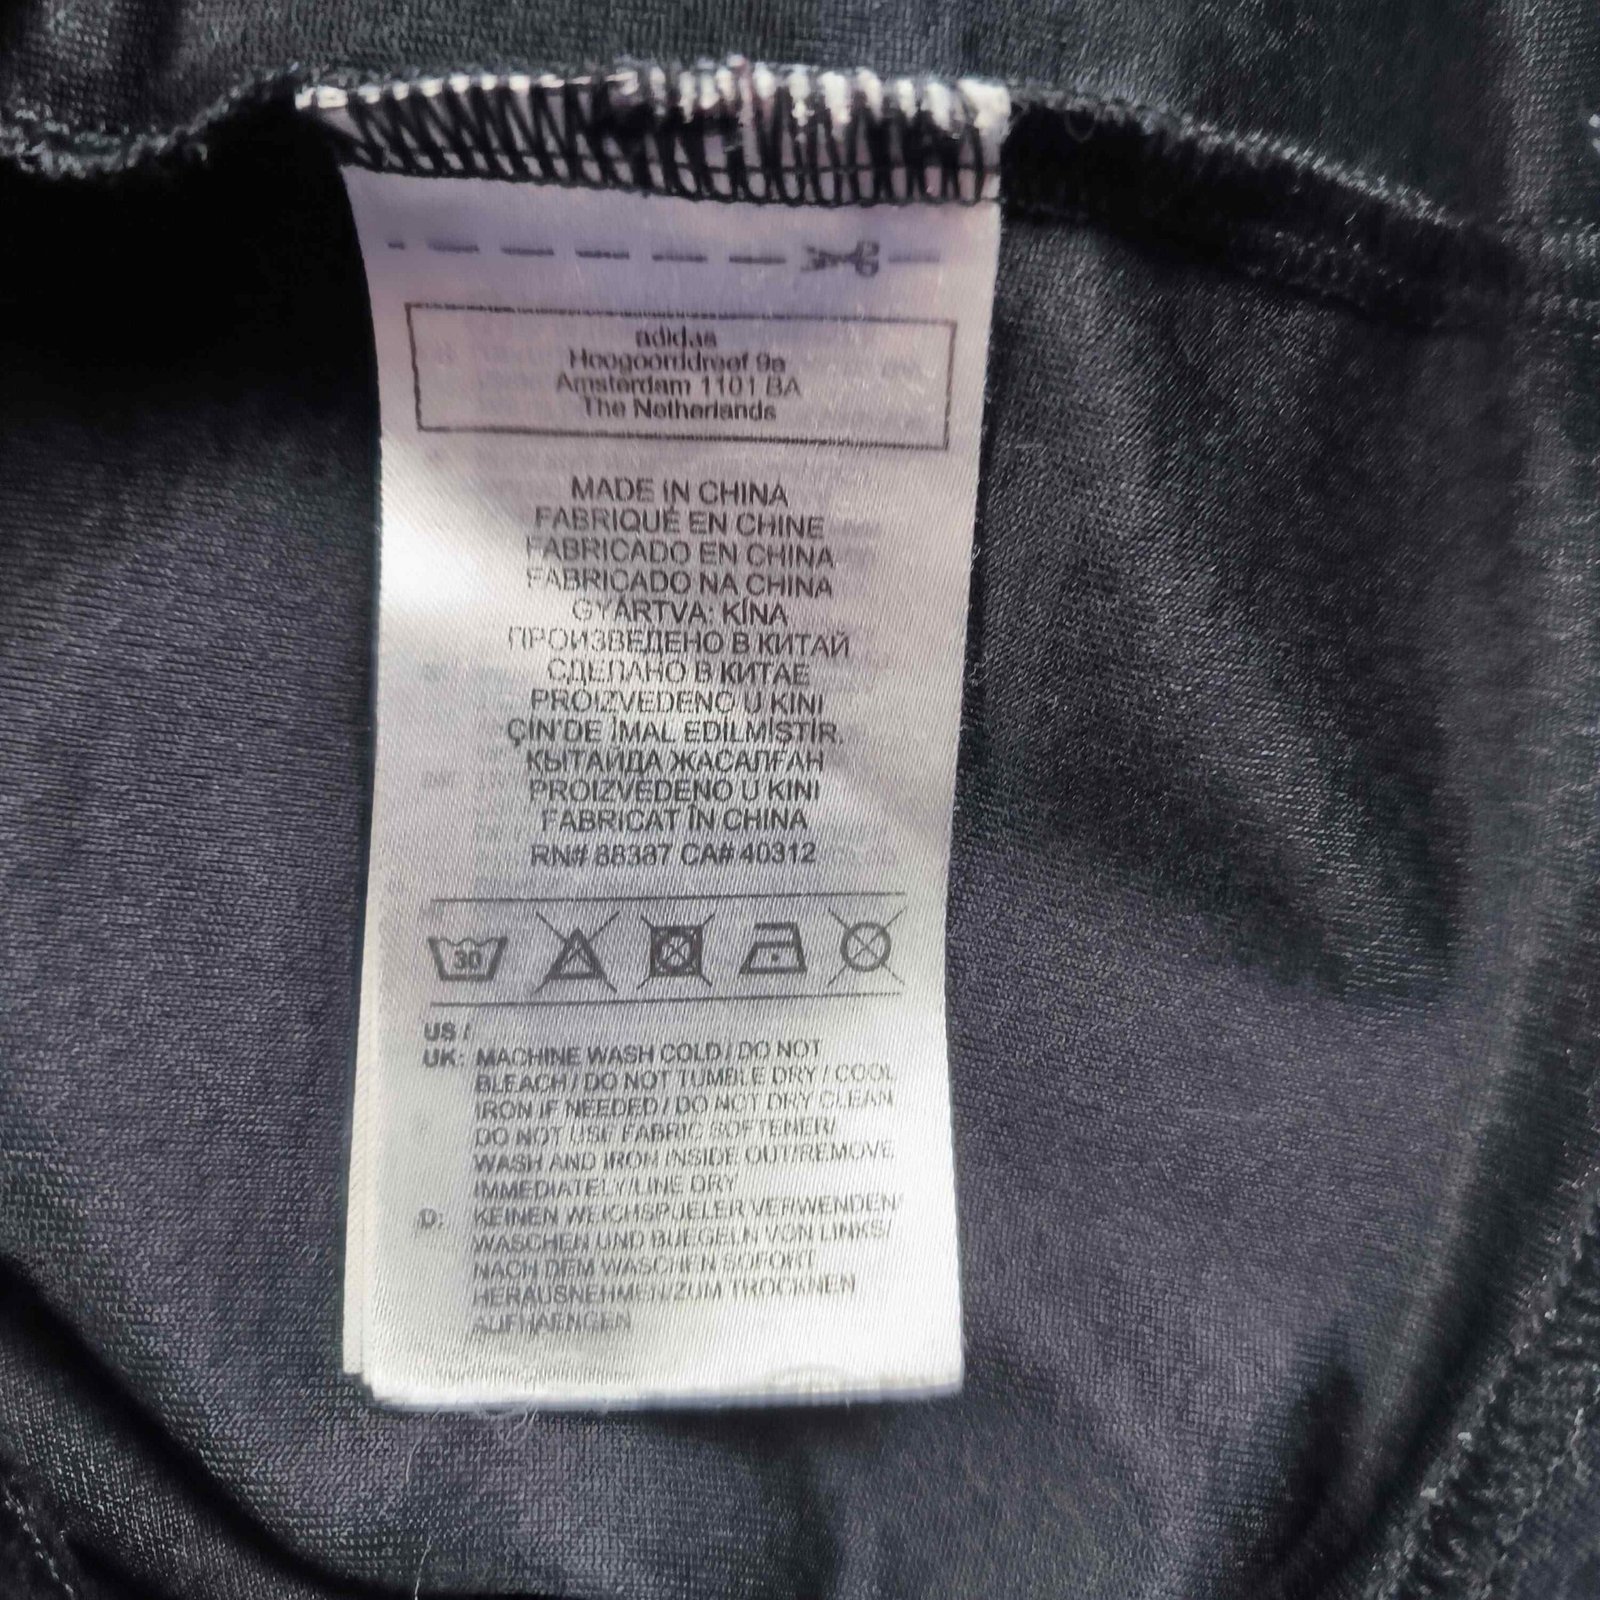 adidas
Hoogoorddreef 9a
Amsterdam 1101 BA
The Netherlands
MADE IN CHINA
FABRIQUÉ EN CHINE
FABRICADO EN CHINA
FABRICADO NA CHINA
GYÁRTVA: KÍNA
ПРОИЗВЕДЕНО В КИТАЙ
СДЕЛАНО В КИТАЕ
PROIZVEDENO U KINI
ÇİN'DE İMAL EDİLMİŞTİR.
КЫТАЙДА ЖАСАЛҒАН
PROIZVEDENO U KINI
FABRICAT ÎN CHINA
RN# 88387 CA# 40312
30
US /
UK: MACHINE WASH COLD / DO NOT
BLEACH / DO NOT TUMBLE DRY / COOL
IRON IF NEEDED / DO NOT DRY CLEAN
DO NOT USE FABRIC SOFTENER/
WASH AND IRON INSIDE OUT/REMOVE
IMMEDIATELY/LINE DRY
D: KEINEN WEICHSPUELER VERWENDEN/
WASCHEN UND BUEGELN VON LINKS/
NACH DEM WASCHEN SOFORT
HERAUSNEHMEN/ZUM TROCKNEN
AUFHAENGEN